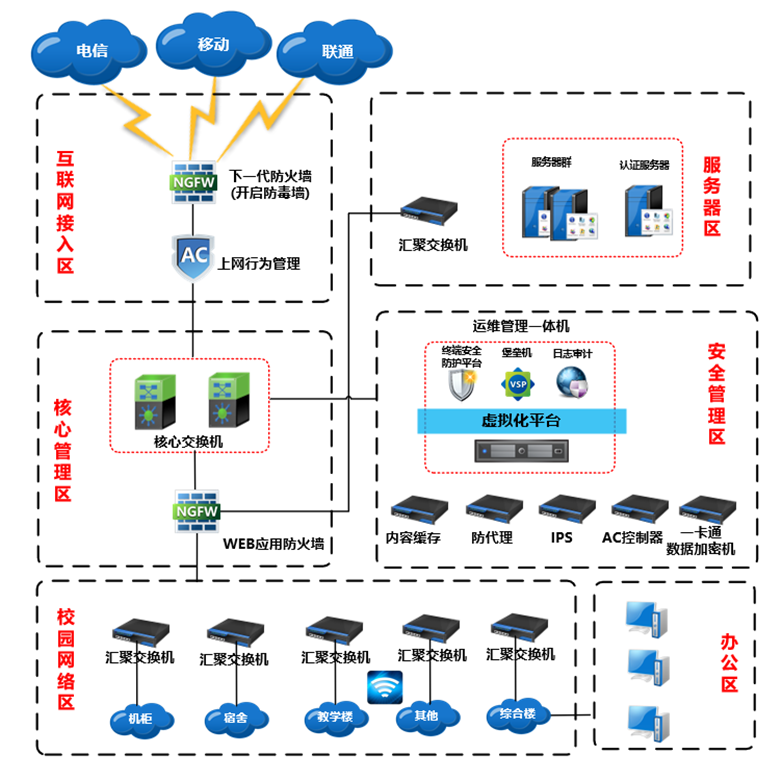 电信
移动
联通
互联网接入区
NGFW
下一代防火墙
(开启防毒墙)
AC
上网行为管理
服务器区
服务器群
认证服务器
汇聚交换机
核心管理区
核心交换机
NGFW
WEB应用防火墙
安全管理区
运维管理一体机
终端安全
防护平台
堡垒机
日志审计
VSP
虚拟化平台
内容缓存
防代理
IPS
AC控制器
一卡通
数据加密机
校园网络区
汇聚交换机
汇聚交换机
汇聚交换机
汇聚交换机
汇聚交换机
机柜
宿舍
教学楼
其他
综合楼
办公区